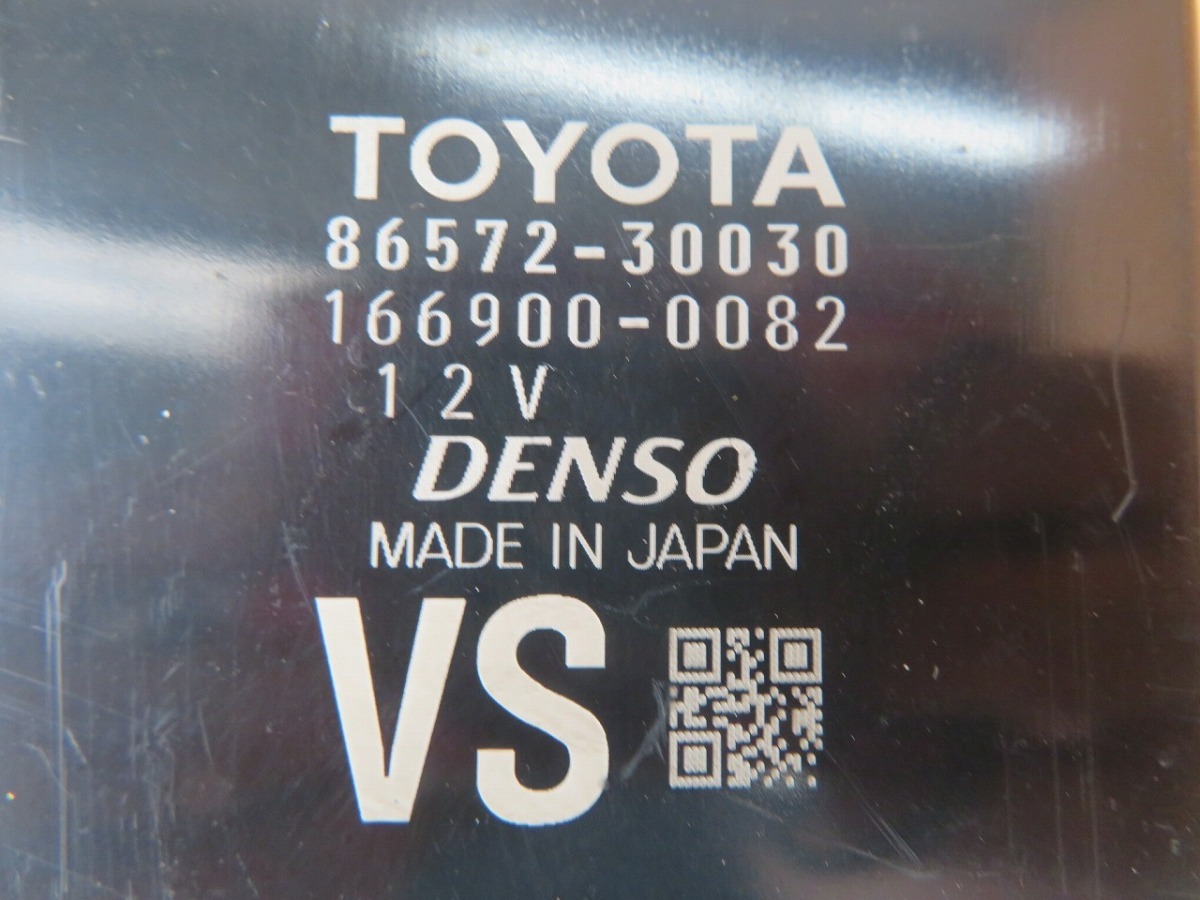 TOYOTA
86572-30030
166900-0082
12V
DENSO
MADE IN JAPAN
VS